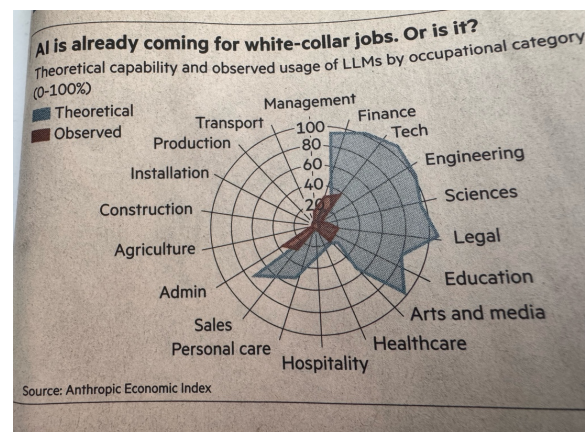 AI is already coming for white-collar jobs. Or is it?
Theoretical capability and observed usage of LLMs by occupational category
(0-100%)
Theoretical
Observed
Management
Finance
Tech
Engineering
Sciences
Legal
Education
Arts and media
Healthcare
Hospitality
Personal care
Sales
Admin
Agriculture
Construction
Installation
Production
Transport
100
80
60
40
20
Source: Anthropic Economic Index